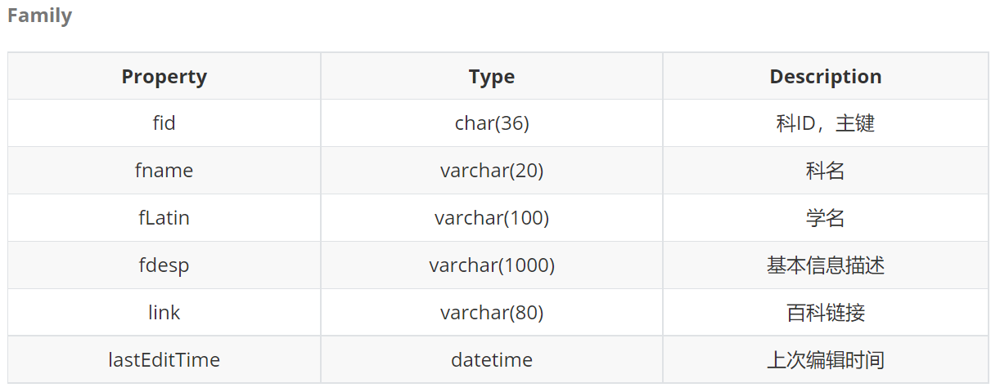 Family
Property Type Description
fid char(36) 科ID，主键
fname varchar(20) 科名
fLatin varchar(100) 学名
fdesp varchar(1000) 基本信息描述
link varchar(80) 百科链接
lastEditTime datetime 上次编辑时间